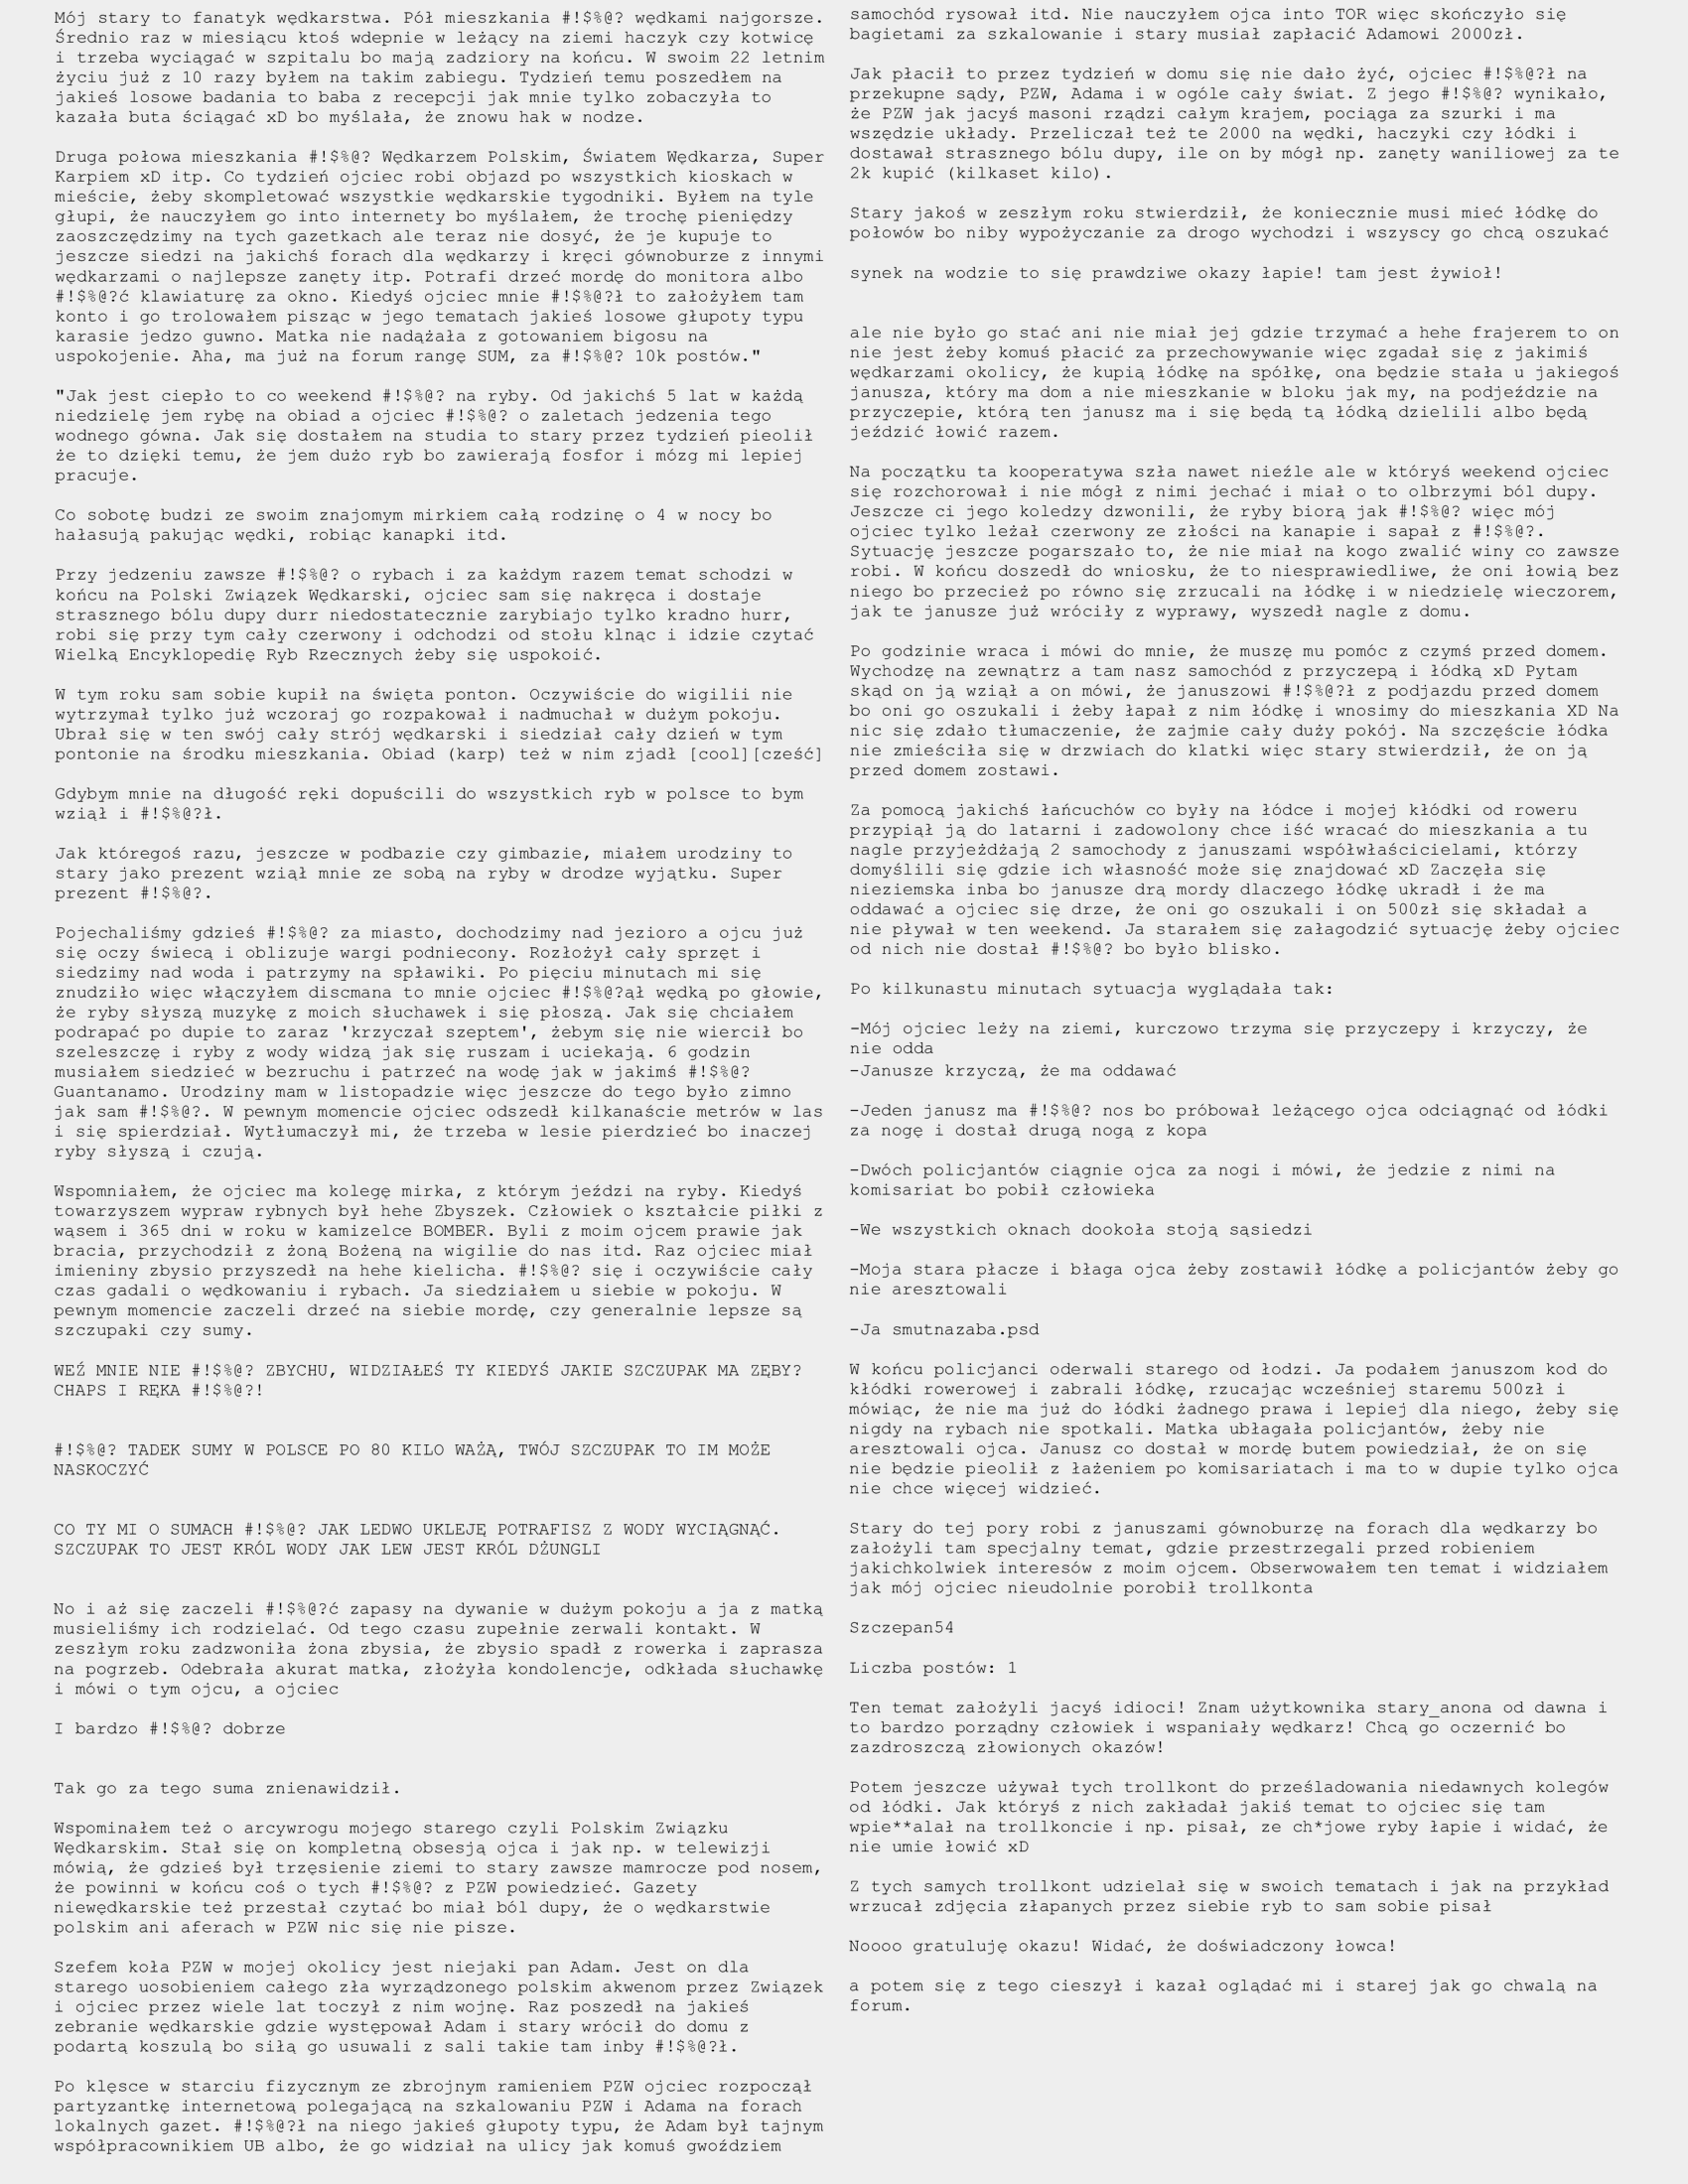 Mój stary to fanatyk wędkarstwa. Pół mieszkania #!$%@? wędkami najgorsze.
Średnio raz w miesiącu ktoś wdepnie w leżący na ziemi haczyk czy kotwicę
i trzeba wyciągać w szpitalu bo mają zadziory na końcu. W swoim 22 letnim
życiu już z 10 razy byłem na takim zabiegu. Tydzień temu poszedłem na
jakieś losowe badania to baba z recepcji jak mnie tylko zobaczyła to
kazała buta ściągać xD bo myślała, że znowu hak w nodze.

Druga połowa mieszkania #!$%@? Wędkarzem Polskim, Światem Wędkarza, Super
Karpiem xD itp. Co tydzień ojciec robi objazd po wszystkich kioskach w
mieście, żeby skompletować wszystkie wędkarskie tygodniki. Byłem na tyle
głupi, że nauczyłem go into internety bo myślałem, że trochę pieniędzy
zaoszczędzimy na tych gazetkach ale teraz nie dosyć, że je kupuje to
jeszcze siedzi na jakichś forach dla wędkarzy i kręci gównoburze z innymi
wędkarzami o najlepsze zanęty itp. Potrafi drzeć mordę do monitora albo
#!$%@?ć klawiaturę za okno. Kiedyś ojciec mnie #!$%@?ł to założyłem tam
konto i go trolowałem pisząc w jego tematach jakieś losowe głupoty typu
karasie jedzo guwno. Matka nie nadążała z gotowaniem bigosu na
uspokojenie. Aha, ma już na forum rangę SUM, za #!$%@? 10k postów."

"Jak jest ciepło to co weekend #!$%@? na ryby. Od jakichś 5 lat w każdą
niedzielę jem rybę na obiad a ojciec #!$%@? o zaletach jedzenia tego
wodnego gówna. Jak się dostałem na studia to stary przez tydzień pieolił
że to dzięki temu, że jem dużo ryb bo zawierają fosfor i mózg mi lepiej
pracuje.

Co sobotę budzi ze swoim znajomym mirkiem całą rodzinę o 4 w nocy bo
hałasują pakując wędki, robiąc kanapki itd.

Przy jedzeniu zawsze #!$%@? o rybach i za każdym razem temat schodzi w
końcu na Polski Związek Wędkarski, ojciec sam się nakręca i dostaje
strasznego bólu dupy durr niedostatecznie zarybiajo tylko kradno hurr,
robi się przy tym cały czerwony i odchodzi od stołu klnąc i idzie czytać
Wielką Encyklopedię Ryb Rzecznych żeby się uspokoić.

W tym roku sam sobie kupił na święta ponton. Oczywiście do wigilii nie
wytrzymał tylko już wczoraj go rozpakował i nadmuchał w dużym pokoju.
Ubrał się w ten swój cały strój wędkarski i siedział cały dzień w tym
pontonie na środku mieszkania. Obiad (karp) też w nim zjadł [cool][cześć]

Gdybym mnie na długość ręki dopuścili do wszystkich ryb w polsce to bym
wziął i #!$%@?ł.

Jak któregoś razu, jeszcze w podbazie czy gimbazie, miałem urodziny to
stary jako prezent wziął mnie ze sobą na ryby w drodze wyjątku. Super
prezent #!$%@?.

Pojechaliśmy gdzieś #!$%@? za miasto, dochodzimy nad jezioro a ojcu już
się oczy świecą i oblizuje wargi podniecony. Rozłożył cały sprzęt i
siedzimy nad woda i patrzymy na spławiki. Po pięciu minutach mi się
znudziło więc włączyłem discmana to mnie ojciec #!$%@?ął wędką po głowie,
że ryby słyszą muzykę z moich słuchawek i się płoszą. Jak się chciałem
podrapać po dupie to zaraz 'krzyczał szeptem', żebym się nie wiercił bo
szeleszczę i ryby z wody widzą jak się ruszam i uciekają. 6 godzin
musiałem siedzieć w bezruchu i patrzeć na wodę jak w jakimś #!$%@?
Guantanamo. Urodziny mam w listopadzie więc jeszcze do tego było zimno
jak sam #!$%@?. W pewnym momencie ojciec odszedł kilkanaście metrów w las
i się spierdział. Wytłumaczył mi, że trzeba w lesie pierdzieć bo inaczej
ryby słyszą i czują.

Wspomniałem, że ojciec ma kolegę mirka, z którym jeździ na ryby. Kiedyś
towarzyszem wypraw rybnych był hehe Zbyszek. Człowiek o kształcie piłki z
wąsem i 365 dni w roku w kamizelce BOMBER. Byli z moim ojcem prawie jak
bracia, przychodził z żoną Bożeną na wigilie do nas itd. Raz ojciec miał
imieniny zbysio przyszedł na hehe kielicha. #!$%@? się i oczywiście cały
czas gadali o wędkowaniu i rybach. Ja siedziałem u siebie w pokoju. W
pewnym momencie zaczeli drzeć na siebie mordę, czy generalnie lepsze są
szczupaki czy sumy.

WEŹ MNIE NIE #!$%@? ZBYCHU, WIDZIAŁEŚ TY KIEDYŚ JAKIE SZCZUPAK MA ZĘBY?
CHAPS I RĘKA #!$%@?!

#!$%@? TADEK SUMY W POLSCE PO 80 KILO WAŻĄ, TWÓJ SZCZUPAK TO IM MOŻE
NASKOCZYĆ

CO TY MI O SUMACH #!$%@? JAK LEDWO UKLEJĘ POTRAFISZ Z WODY WYCIĄGNĄĆ.
SZCZUPAK TO JEST KRÓL WODY JAK LEW JEST KRÓL DŻUNGLI

No i aż się zaczeli #!$%@?ć zapasy na dywanie w dużym pokoju a ja z matką
musieliśmy ich rodzielać. Od tego czasu zupełnie zerwali kontakt. W
zeszłym roku zadzwoniła żona zbysia, że zbysio spadł z rowerka i zaprasza
na pogrzeb. Odebrała akurat matka, złożyła kondolencje, odkłada słuchawkę
i mówi o tym ojcu, a ojciec

I bardzo #!$%@? dobrze

Tak go za tego suma znienawidził.

Wspominałem też o arcywrogu mojego starego czyli Polskim Związku
Wędkarskim. Stał się on kompletną obsesją ojca i jak np. w telewizji
mówią, że gdzieś był trzęsienie ziemi to stary zawsze mamrocze pod nosem,
że powinni w końcu coś o tych #!$%@? z PZW powiedzieć. Gazety
niewędkarskie też przestał czytać bo miał ból dupy, że o wędkarstwie
polskim ani aferach w PZW nic się nie pisze.

Szefem koła PZW w mojej okolicy jest niejaki pan Adam. Jest on dla
starego uosobieniem całego zła wyrządzonego polskim akwenom przez Związek
i ojciec przez wiele lat toczył z nim wojnę. Raz poszedł na jakieś
zebranie wędkarskie gdzie występował Adam i stary wrócił do domu z
podartą koszulą bo siłą go usuwali z sali takie tam inby #!$%@?ł.

Po klęsce w starciu fizycznym ze zbrojnym ramieniem PZW ojciec rozpoczął
partyzantkę internetową polegającą na szkalowaniu PZW i Adama na forach
lokalnych gazet. #!$%@?ł na niego jakieś głupoty typu, że Adam był tajnym
współpracownikiem UB albo, że go widział na ulicy jak komuś gwoździem
samochód rysował itd. Nie nauczyłem ojca into TOR więc skończyło się
bagietami za szkalowanie i stary musiał zapłacić Adamowi 2000zł.

Jak płacił to przez tydzień w domu się nie dało żyć, ojciec #!$%@?ł na
przekupne sądy, PZW, Adama i w ogóle cały świat. Z jego #!$%@? wynikało,
że PZW jak jacyś masoni rządzi całym krajem, pociąga za szurki i ma
wszędzie układy. Przeliczał też te 2000 na wędki, haczyki czy łódki i
dostawał strasznego bólu dupy, ile on by mógł np. zanęty waniliowej za te
2k kupić (kilkaset kilo).

Stary jakoś w zeszłym roku stwierdził, że koniecznie musi mieć łódkę do
połowów bo niby wypożyczanie za drogo wychodzi i wszyscy go chcą oszukać

synek na wodzie to się prawdziwe okazy łapie! tam jest żywioł!

ale nie było go stać ani nie miał jej gdzie trzymać a hehe frajerem to on
nie jest żeby komuś płacić za przechowywanie więc zgadał się z jakimiś
wędkarzami okolicy, że kupią łódkę na spółkę, ona będzie stała u jakiegoś
janusza, który ma dom a nie mieszkanie w bloku jak my, na podjeździe na
przyczepie, którą ten janusz ma i się będą tą łódką dzielili albo będą
jeździć łowić razem.

Na początku ta kooperatywa szła nawet nieźle ale w któryś weekend ojciec
się rozchorował i nie mógł z nimi jechać i miał o to olbrzymi ból dupy.
Jeszcze ci jego koledzy dzwonili, że ryby biorą jak #!$%@? więc mój
ojciec tylko leżał czerwony ze złości na kanapie i sapał z #!$%@?.
Sytuację jeszcze pogarszało to, że nie miał na kogo zwalić winy co zawsze
robi. W końcu doszedł do wniosku, że to niesprawiedliwe, że oni łowią bez
niego bo przecież po równo się zrzucali na łódkę i w niedzielę wieczorem,
jak te janusze już wróciły z wyprawy, wyszedł nagle z domu.

Po godzinie wraca i mówi do mnie, że muszę mu pomóc z czymś przed domem.
Wychodzę na zewnątrz a tam nasz samochód z przyczepą i łódką xD Pytam
skąd on ją wziął a on mówi, że januszowi #!$%@?ł z podjazdu przed domem
bo oni go oszukali i żeby łapał z nim łódkę i wnosimy do mieszkania XD Na
nic się zdało tłumaczenie, że zajmie cały duży pokój. Na szczęście łódka
nie zmieściła się w drzwiach do klatki więc stary stwierdził, że on ją
przed domem zostawi.

Za pomocą jakichś łańcuchów co były na łódce i mojej kłódki od roweru
przypiął ją do latarni i zadowolony chce iść wracać do mieszkania a tu
nagle przyjeżdżają 2 samochody z januszami współwłaścicielami, którzy
domyślili się gdzie ich własność może się znajdować xD Zaczęła się
nieziemska inba bo janusze drą mordy dlaczego łódkę ukradł i że ma
oddawać a ojciec się drze, że oni go oszukali i on 500zł się składał a
nie pływał w ten weekend. Ja starałem się załagodzić sytuację żeby ojciec
od nich nie dostał #!$%@? bo było blisko.

Po kilkunastu minutach sytuacja wyglądała tak:

-Mój ojciec leży na ziemi, kurczowo trzyma się przyczepy i krzyczy, że
nie odda
-Janusze krzyczą, że ma oddawać

-Jeden janusz ma #!$%@? nos bo próbował leżącego ojca odciągnąć od łódki
za nogę i dostał drugą nogą z kopa

-Dwóch policjantów ciągnie ojca za nogi i mówi, że jedzie z nimi na
komisariat bo pobił człowieka

-We wszystkich oknach dookoła stoją sąsiedzi

-Moja stara płacze i błaga ojca żeby zostawił łódkę a policjantów żeby go
nie aresztowali

-Ja smutnazaba.psd

W końcu policjanci oderwali starego od łodzi. Ja podałem januszom kod do
kłódki rowerowej i zabrali łódkę, rzucając wcześniej staremu 500zł i
mówiąc, że nie ma już do łódki żadnego prawa i lepiej dla niego, żeby się
nigdy na rybach nie spotkali. Matka ubłagała policjantów, żeby nie
aresztowali ojca. Janusz co dostał w mordę butem powiedział, że on się
nie będzie pieolił z łażeniem po komisariatach i ma to w dupie tylko ojca
nie chce więcej widzieć.

Stary do tej pory robi z januszami gównoburzę na forach dla wędkarzy bo
założyli tam specjalny temat, gdzie przestrzegali przed robieniem
jakichkolwiek interesów z moim ojcem. Obserwowałem ten temat i widziałem
jak mój ojciec nieudolnie porobił trollkonta

Szczepan54

Liczba postów: 1

Ten temat założyli jacyś idioci! Znam użytkownika stary_anona od dawna i
to bardzo porządny człowiek i wspaniały wędkarz! Chcą go oczernić bo
zazdroszczą złowionych okazów!

Potem jeszcze używał tych trollkont do prześladowania niedawnych kolegów
od łódki. Jak któryś z nich zakładał jakiś temat to ojciec się tam
wpie**alał na trollkoncie i np. pisał, ze ch*jowe ryby łapie i widać, że
nie umie łowić xD

Z tych samych trollkont udzielał się w swoich tematach i jak na przykład
wrzucał zdjęcia złapanych przez siebie ryb to sam sobie pisał

Noooo gratuluję okazu! Widać, że doświadczony łowca!

a potem się z tego cieszył i kazał oglądać mi i starej jak go chwalą na
forum.